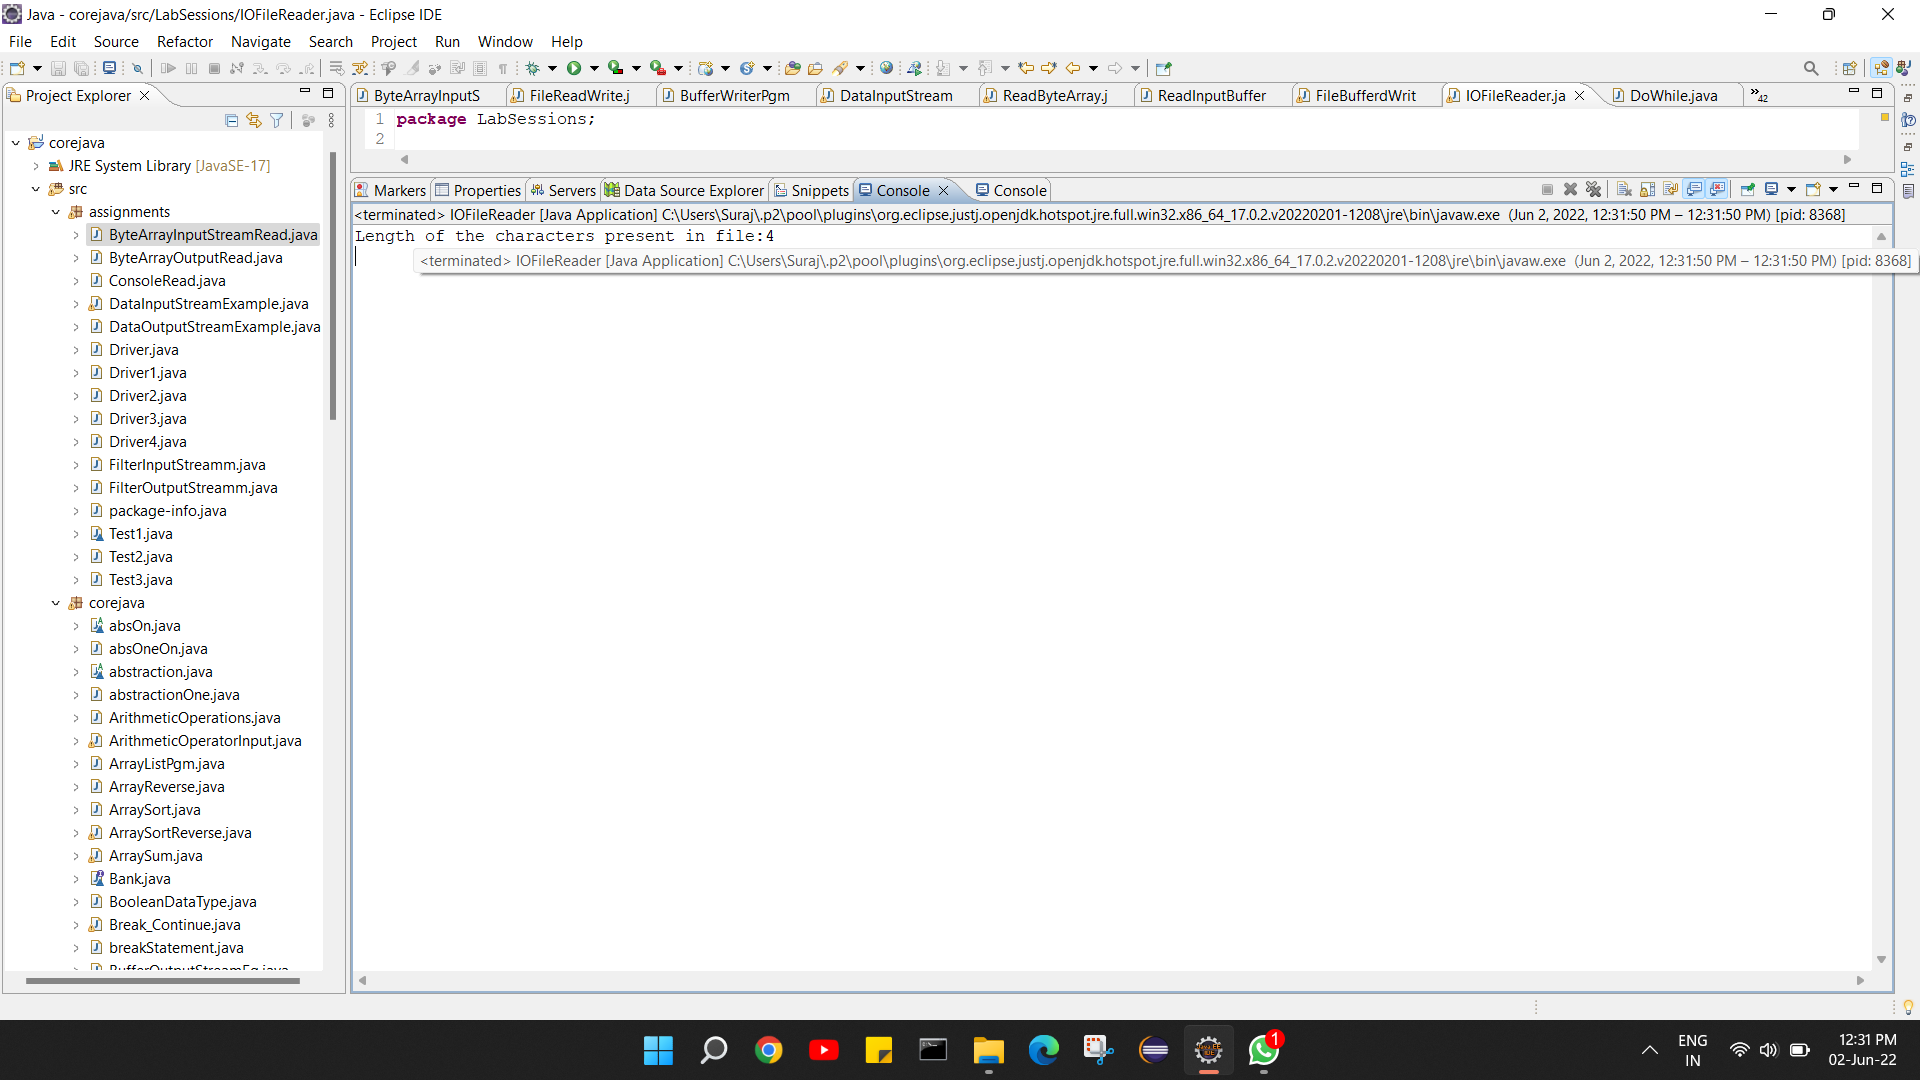 Java - corejava/src/LabSessions/IOFileReader.java - Eclipse IDE
File Edit Source Refactor Navigate Search Project Run Window Help
Project Explorer
corejava
JRE System Library [JavaSE-17]
src
assignments
ByteArrayInputStreamRead.java
ByteArrayOutputRead.java
ConsoleRead.java
DataInputStreamExample.java
DataOutputStreamExample.java
Driver.java
Driver1.java
Driver2.java
Driver3.java
Driver4.java
FilterInputStreamm.java
FilterOutputStreamm.java
package-info.java
Test1.java
Test2.java
Test3.java
corejava
absOn.java
absOneOn.java
abstraction.java
abstractionOne.java
ArithmeticOperations.java
ArithmeticOperatorInput.java
ArrayListPgm.java
ArrayReverse.java
ArraySort.java
ArraySortReverse.java
ArraySum.java
Bank.java
BooleanDataType.java
Break_Continue.java
breakStatement.java
ByteArrayInputS FileReadWrite.j BufferWriterPgm DataInputStream ReadByteArray.j ReadInputBuffer FileBufferdWrit IOFileReader.ja DoWhile.java 42
1 package LabSessions;
2
Markers Properties Servers Data Source Explorer Snippets Console Console
<terminated> IOFileReader [Java Application] C:\Users\Suraj\.p2\pool\plugins\org.eclipse.justj.openjdk.hotspot.jre.full.win32.x86_64_17.0.2.v20220201-1208\jre\bin\javaw.exe (Jun 2, 2022, 12:31:50 PM – 12:31:50 PM) [pid: 8368]
Length of the characters present in file:4
<terminated> IOFileReader [Java Application] C:\Users\Suraj\.p2\pool\plugins\org.eclipse.justj.openjdk.hotspot.jre.full.win32.x86_64_17.0.2.v20220201-1208\jre\bin\javaw.exe (Jun 2, 2022, 12:31:50 PM – 12:31:50 PM) [pid: 8368]
1
ENG
IN
12:31 PM
02-Jun-22